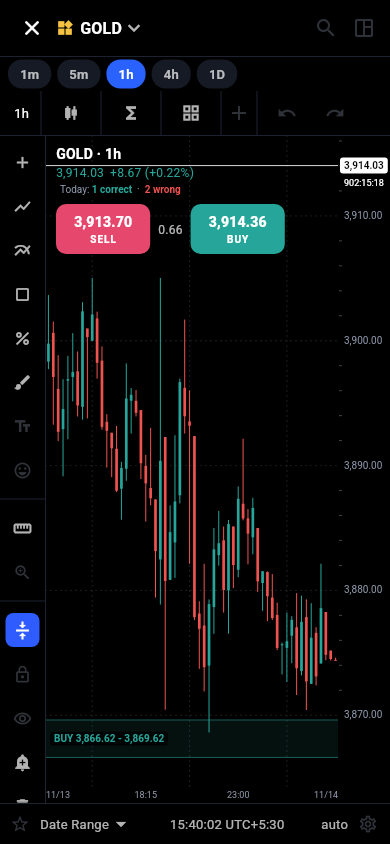 GOLD
1m 5m 1h 4h 1D
1h Σ
GOLD · 1h
3,914.03 +8.67 (+0.22%)
Today: 1 correct · 2 wrong
3,913.70 SELL
0.66
3,914.36 BUY
3,914.03
902:15:18
3,910.00
3,900.00
3,890.00
3,880.00
3,870.00
%
Tт
BUY 3,866.62 - 3,869.62
11/13 18:15 23:00 11/14
Date Range 15:40:02 UTC+5:30 auto